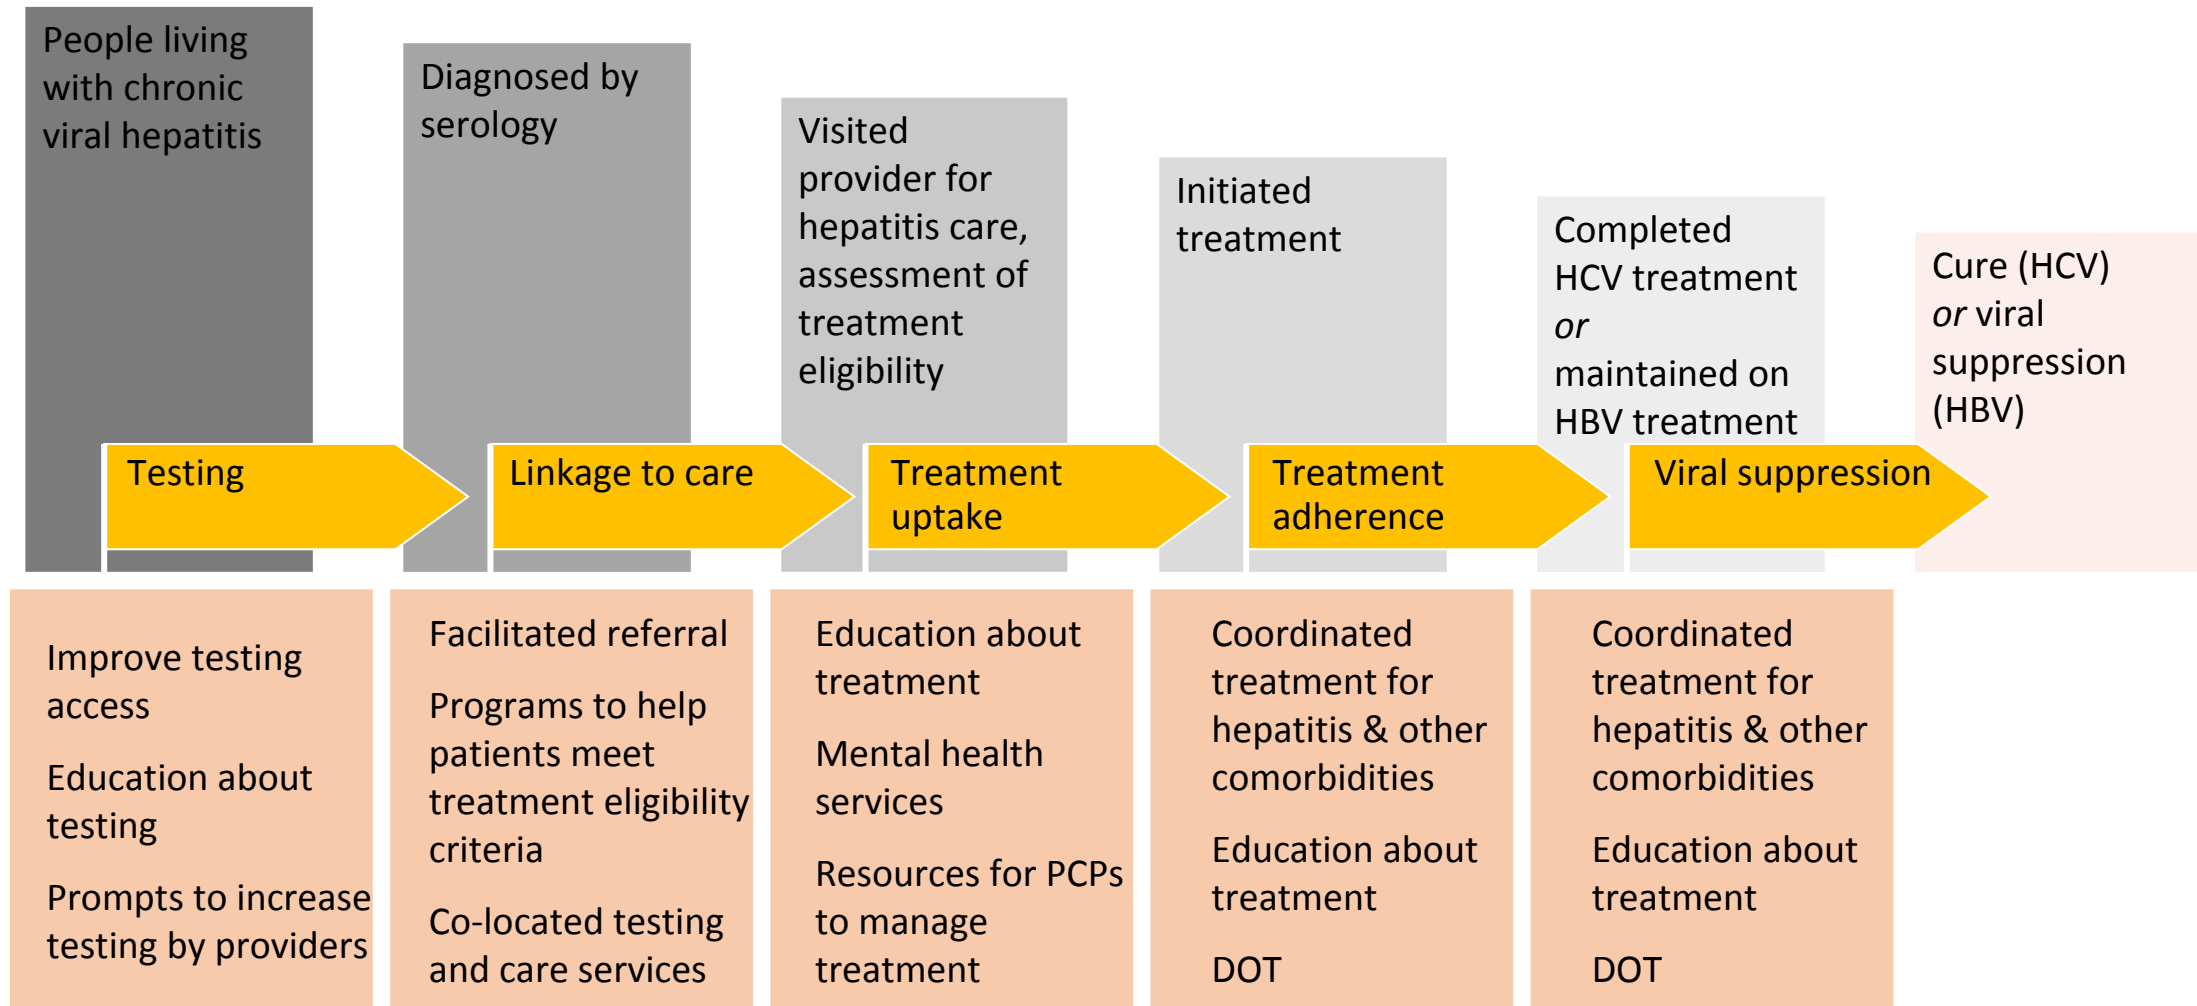 People living
with chronic
viral hepatitis
Diagnosed by
serology
Visited
provider for
hepatitis care,
assessment of
treatment
eligibility
Initiated
treatment
Completed
HCV treatment
or
maintained on
HBV treatment
Cure (HCV)
or viral
suppression
(HBV)
Testing
Linkage to care
Treatment
uptake
Treatment
adherence
Viral suppression
Improve testing
access
Education about
testing
Prompts to increase
testing by providers
Facilitated referral
Programs to help
patients meet
treatment eligibility
criteria
Co-located testing
and care services
Education about
treatment
Mental health
services
Resources for PCPs
to manage
treatment
Coordinated
treatment for
hepatitis & other
comorbidities
Education about
treatment
DOT
Coordinated
treatment for
hepatitis & other
comorbidities
Education about
treatment
DOT